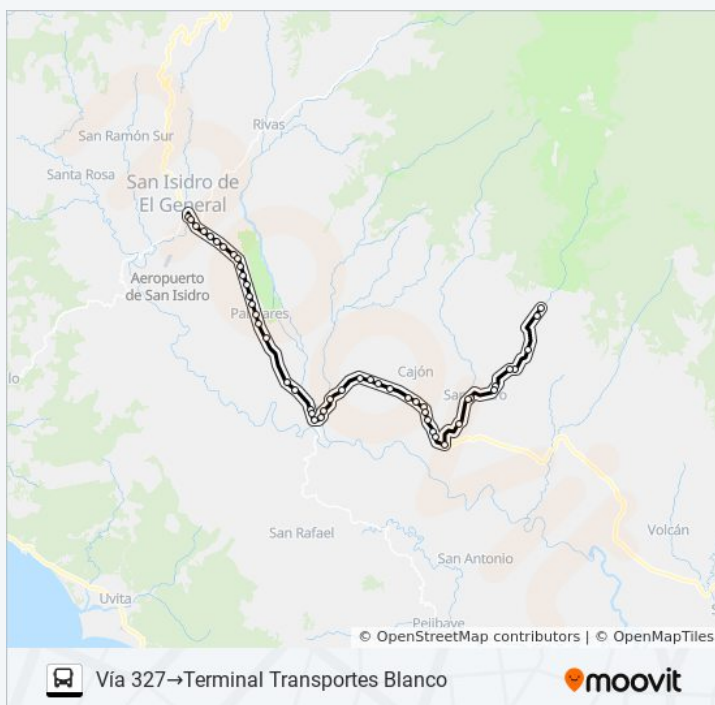 San Ramón Sur
Rivas
Santa Rosa
San Isidro de
El General
Aeropuerto
de San Isidro
Cajón
San Rafael
San Antonio
Volcán
Uvita
Pejibaye
© OpenStreetMap contributors | © OpenMapTiles
Vía 327→Terminal Transportes Blanco
moovit